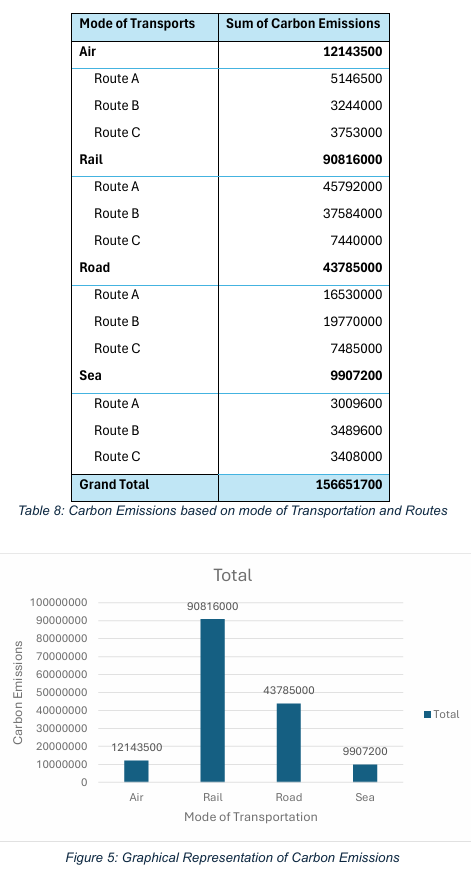 Mode of Transports Sum of Carbon Emissions
Air 12143500
Route A 5146500
Route B 3244000
Route C 3753000
Rail 90816000
Route A 45792000
Route B 37584000
Route C 7440000
Road 43785000
Route A 16530000
Route B 19770000
Route C 7485000
Sea 9907200
Route A 3009600
Route B 3489600
Route C 3408000
Grand Total 156651700
Table 8: Carbon Emissions based on mode of Transportation and Routes
Total
100000000
90000000
80000000
70000000
60000000
50000000
40000000
30000000
20000000
10000000
0
Carbon Emissions
12143500
90816000
43785000
9907200
Air Rail Road Sea
Mode of Transportation
Total
Figure 5: Graphical Representation of Carbon Emissions